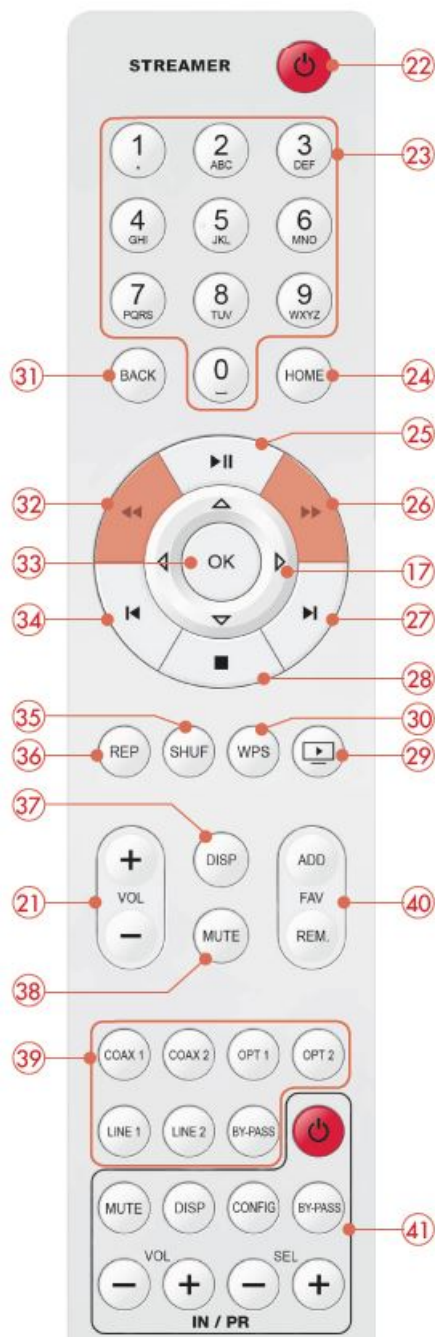 STREAMER
22
1 2 3
. ABC DEF
23
4 5 6
GHI JKL MNO
7 8 9
PQRS TUV WXYZ
31 BACK 0 HOME 24
_
25
32 26
33 OK 17
34 27
28
35 30
36 REP SHUF WPS 29
37
+ DISP ADD
21 VOL FAV 40
− MUTE REM.
38
39 COAX 1 COAX 2 OPT 1 OPT 2
LINE 1 LINE 2 BY-PASS
MUTE DISP CONFIG BY-PASS 41
VOL SEL
− + − +
IN / PR